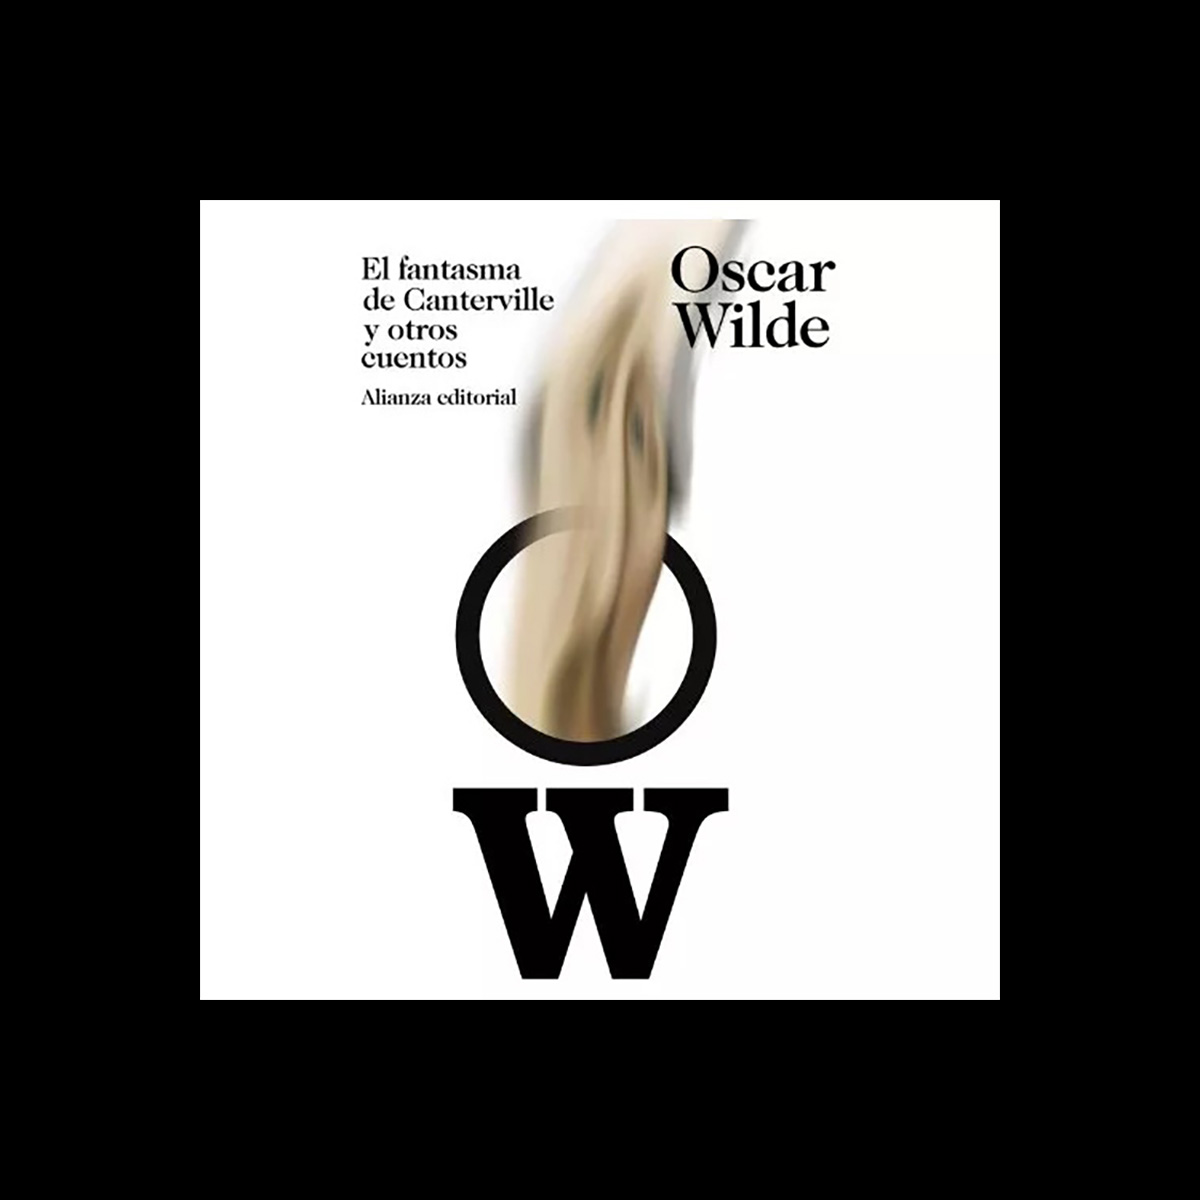 El fantasma
de Canterville
y otros
cuentos
Alianza editorial
Oscar
Wilde
O
W